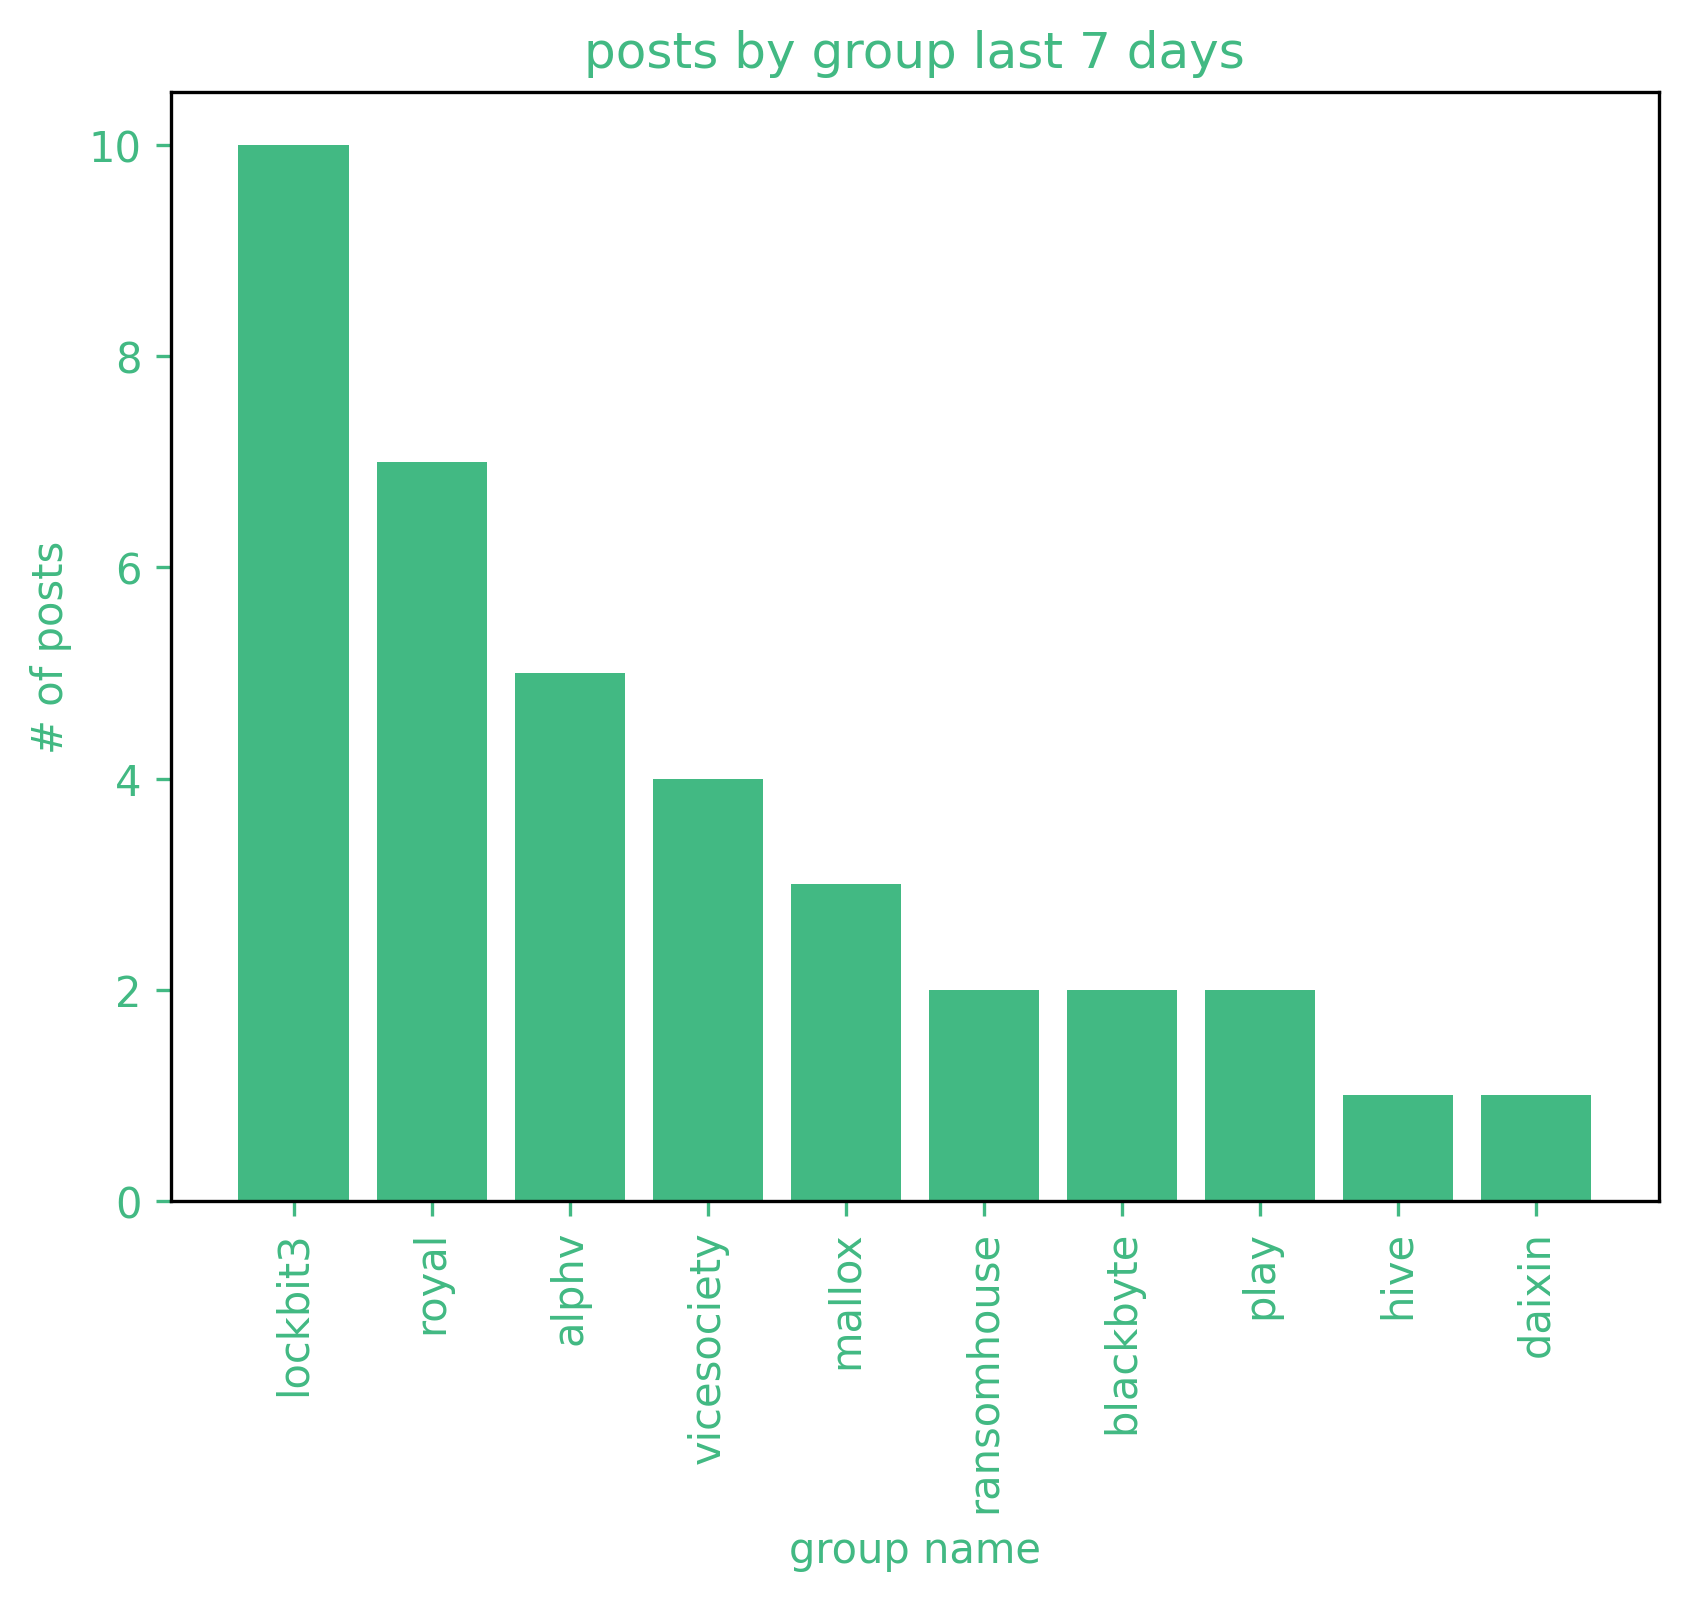 posts by group last 7 days
10
8
6
4
2
0
# of posts
lockbit3
royal
alphv
vicesociety
mallox
ransomhouse
blackbyte
play
hive
daixin
group name